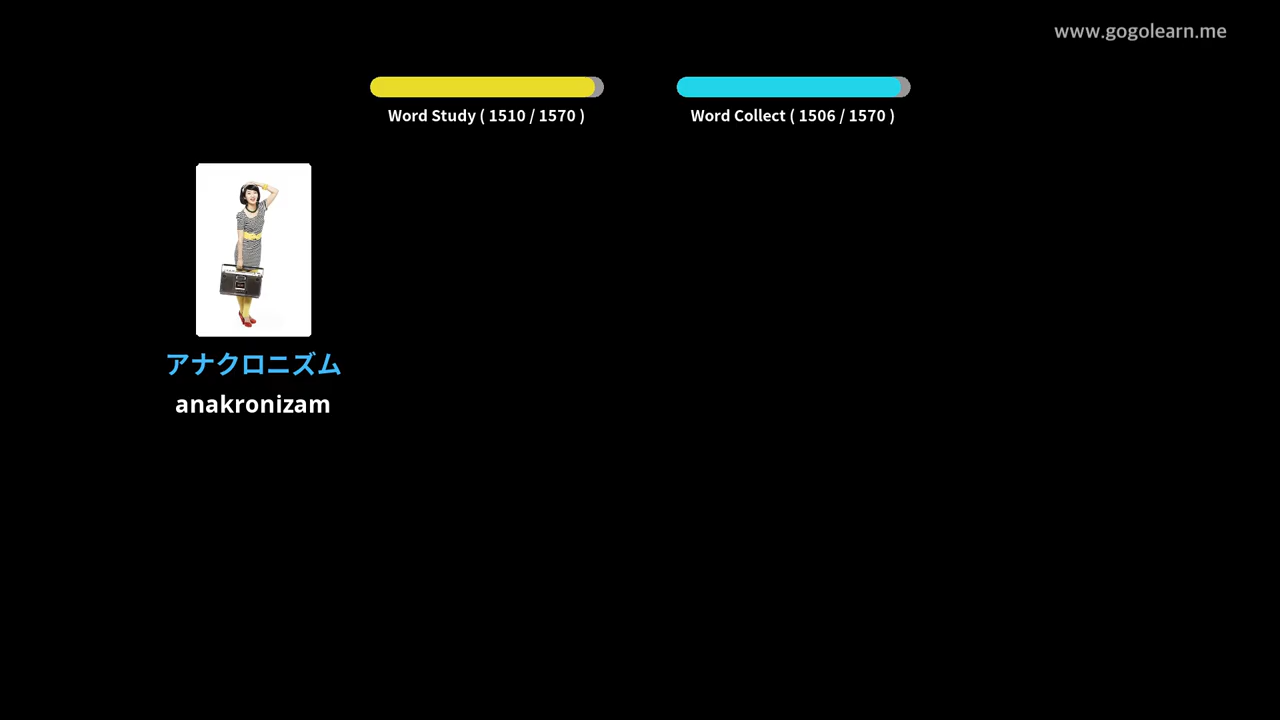 www.gogolearn.me
Word Study ( 1510 / 1570 )
Word Collect ( 1506 / 1570 )
アナクロニズム
anakronizam